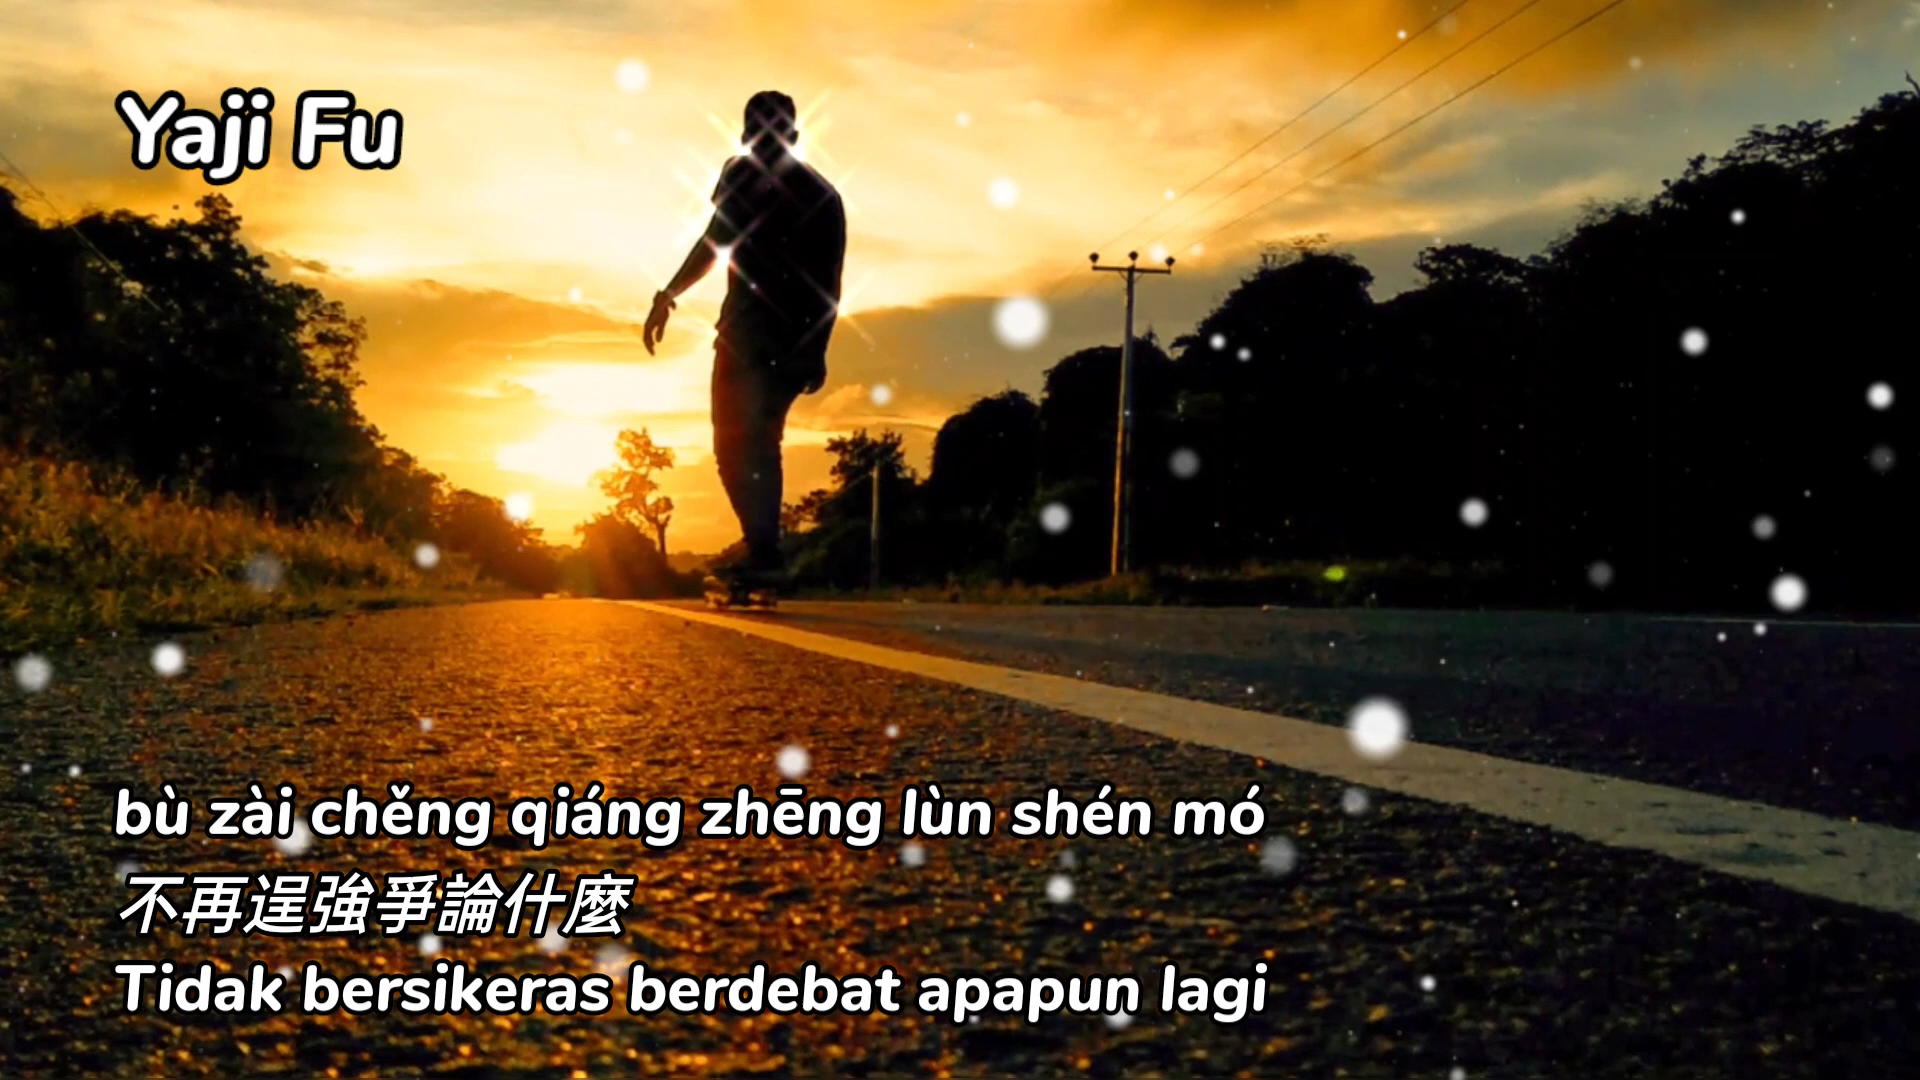 Yaji Fu
bù zài chěng qiáng zhēng lùn shén mó
不再逞強爭論什麼
Tidak bersikeras berdebat apapun lagi